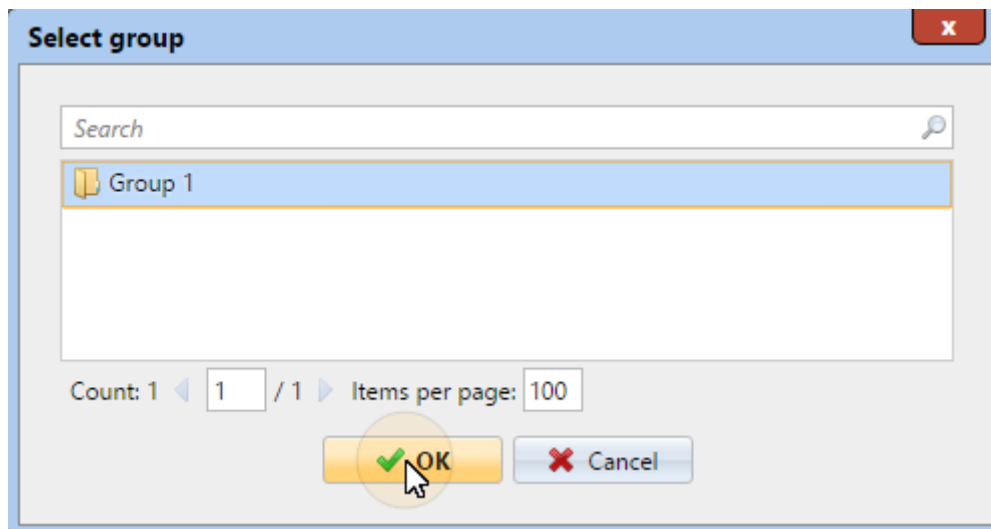 Select group
x
Search
Group 1
Count: 1 1 / 1 Items per page: 100
OK Cancel